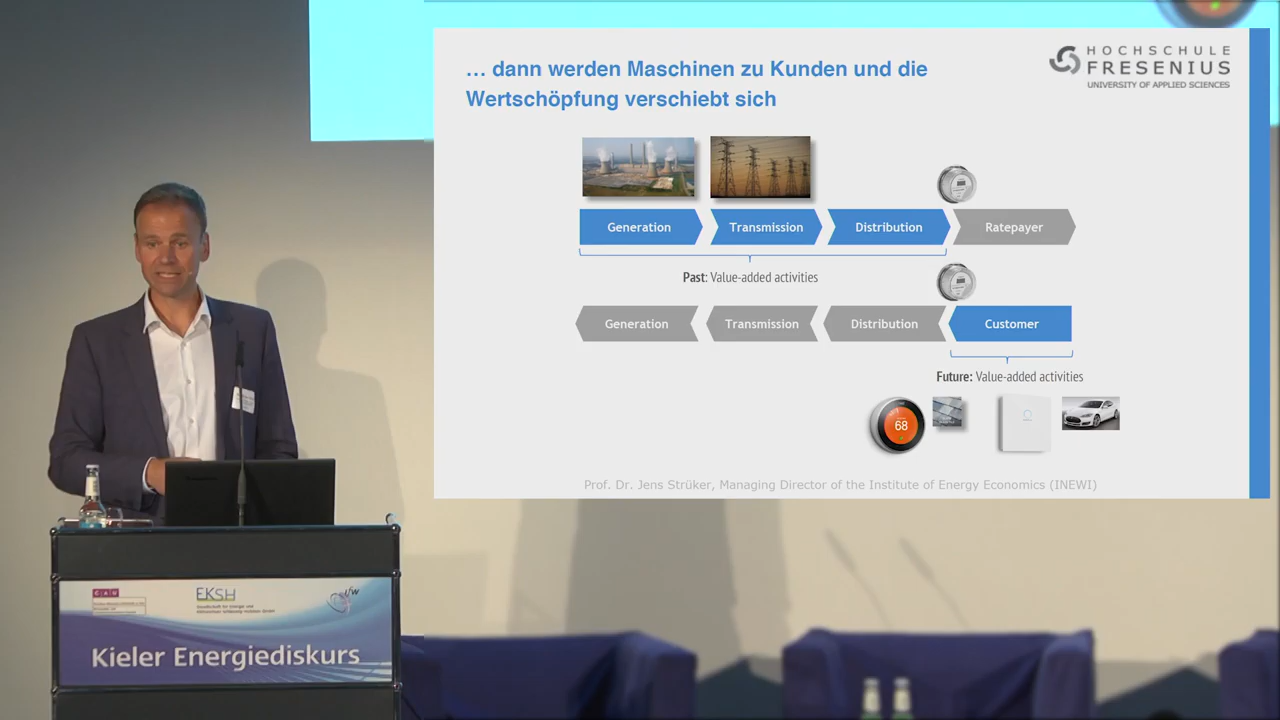 … dann werden Maschinen zu Kunden und die
Wertschöpfung verschiebt sich
HOCHSCHULE
FRESENIUS
UNIVERSITY OF APPLIED SCIENCES
Generation
Transmission
Distribution
Ratepayer
Past: Value-added activities
Generation
Transmission
Distribution
Customer
Future: Value-added activities
68
Prof. Dr. Jens Strüker, Managing Director of the Institute of Energy Economics (INEWI)
CAU
EKSH
ifw
Kieler Energiediskurs